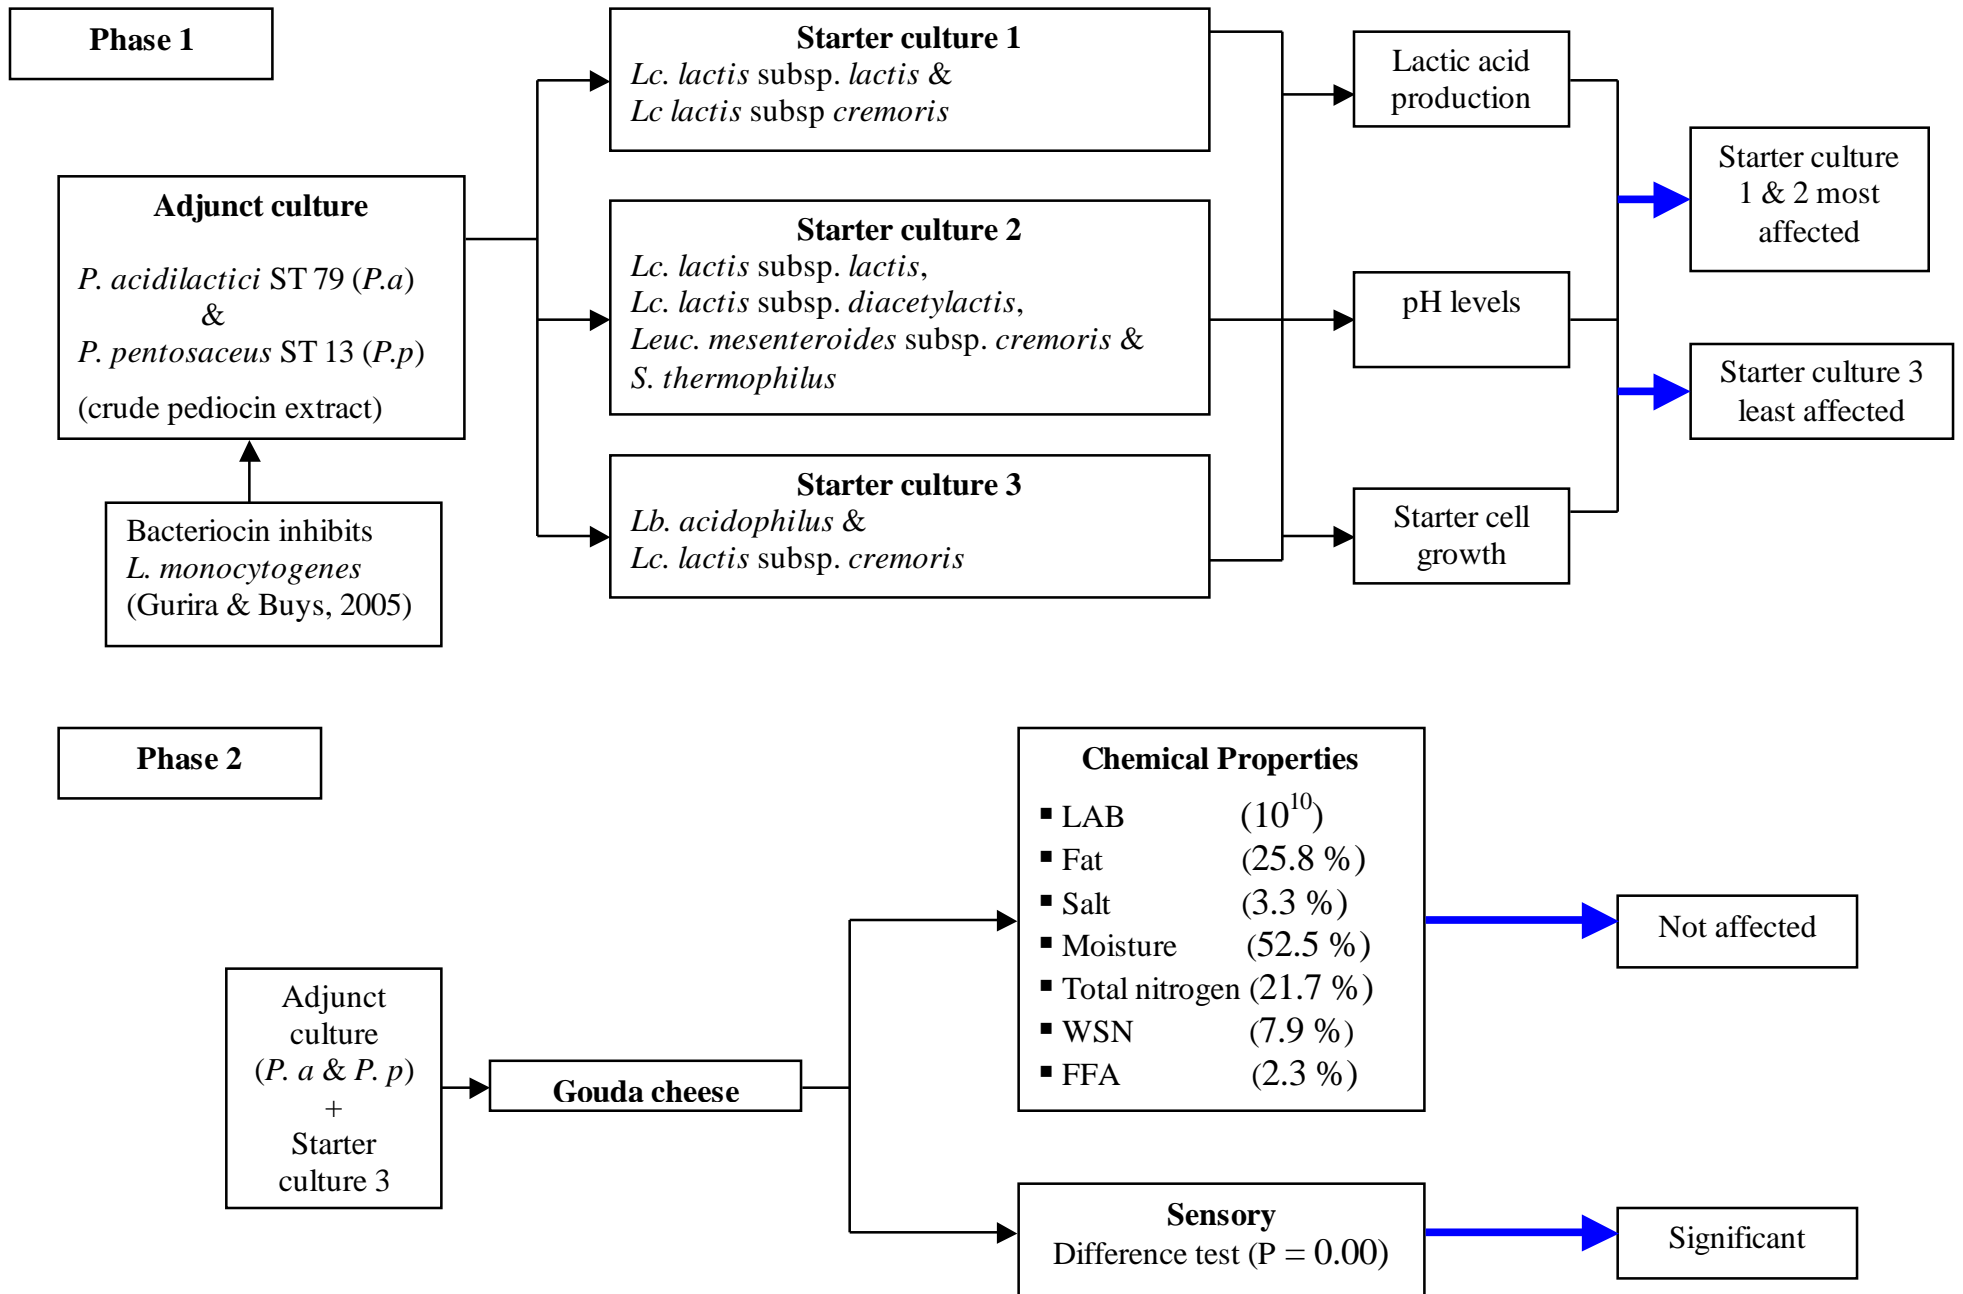 Phase 1
Adjunct culture
P. acidilactici ST 79 (P.a)
&
P. pentosaceus ST 13 (P.p)
(crude pediocin extract)
Bacteriocin inhibits
L. monocytogenes
(Gurira & Buys, 2005)
Starter culture 1
Lc. lactis subsp. lactis &
Lc lactis subsp cremoris
Starter culture 2
Lc. lactis subsp. lactis,
Lc. lactis subsp. diacetylactis,
Leuc. mesenteroides subsp. cremoris &
S. thermophilus
Starter culture 3
Lb. acidophilus &
Lc. lactis subsp. cremoris
Lactic acid
production
pH levels
Starter cell
growth
Starter culture
1 & 2 most
affected
Starter culture 3
least affected
Phase 2
Adjunct
culture
(P. a & P. p)
+
Starter
culture 3
Gouda cheese
Chemical Properties
▪ LAB (10^10)
▪ Fat (25.8 %)
▪ Salt (3.3 %)
▪ Moisture (52.5 %)
▪ Total nitrogen (21.7 %)
▪ WSN (7.9 %)
▪ FFA (2.3 %)
Not affected
Sensory
Difference test (P = 0.00)
Significant